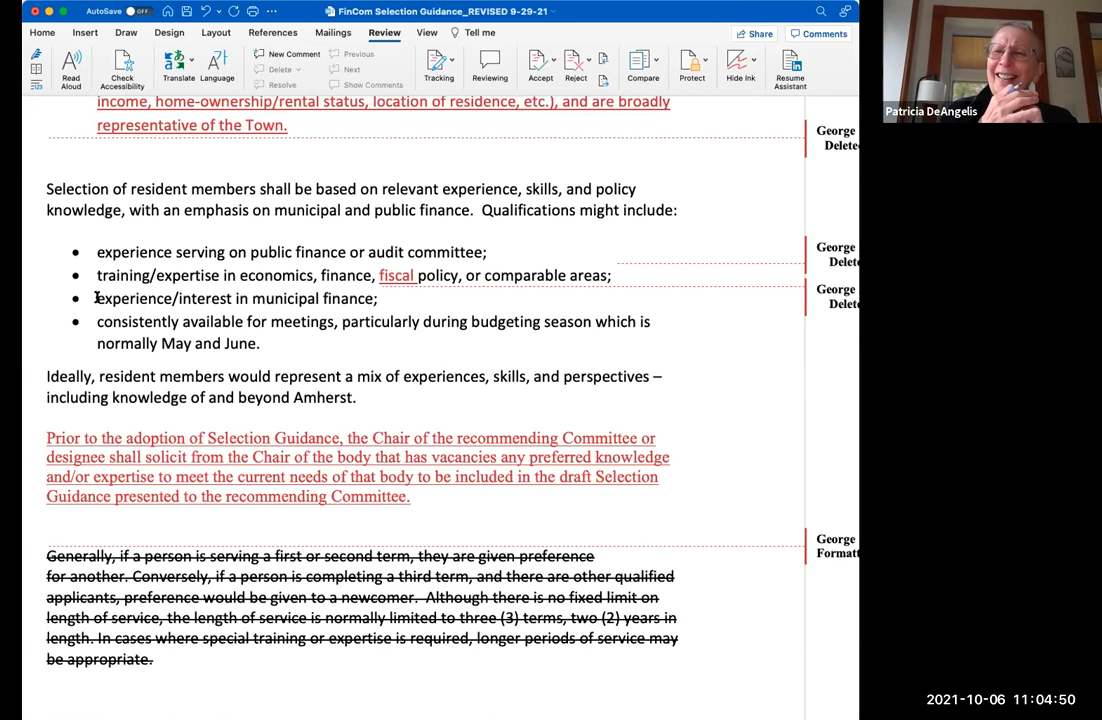 AutoSave OFF FinCom Selection Guidance_REVISED 9-29-21
Home Insert Draw Design Layout References Mailings Review View Tell me Share Comments
Read Aloud Check Accessibility Translate Language New Comment Delete Resolve Previous Next Show Comments Tracking Reviewing Accept Reject Compare Protect Hide Ink Resume Assistant
income, home-ownership/rental status, location of residence, etc.), and are broadly
representative of the Town.
George
Delete
Selection of resident members shall be based on relevant experience, skills, and policy
knowledge, with an emphasis on municipal and public finance. Qualifications might include:
• experience serving on public finance or audit committee;
George
Delete
• training/expertise in economics, finance, fiscal policy, or comparable areas;
George
Delete
• experience/interest in municipal finance;
• consistently available for meetings, particularly during budgeting season which is
normally May and June.
Ideally, resident members would represent a mix of experiences, skills, and perspectives –
including knowledge of and beyond Amherst.
Prior to the adoption of Selection Guidance, the Chair of the recommending Committee or
designee shall solicit from the Chair of the body that has vacancies any preferred knowledge
and/or expertise to meet the current needs of that body to be included in the draft Selection
Guidance presented to the recommending Committee.
George
Formatt
Generally, if a person is serving a first or second term, they are given preference
for another. Conversely, if a person is completing a third term, and there are other qualified
applicants, preference would be given to a newcomer. Although there is no fixed limit on
length of service, the length of service is normally limited to three (3) terms, two (2) years in
length. In cases where special training or expertise is required, longer periods of service may
be appropriate.
Patricia DeAngelis
2021-10-06 11:04:50